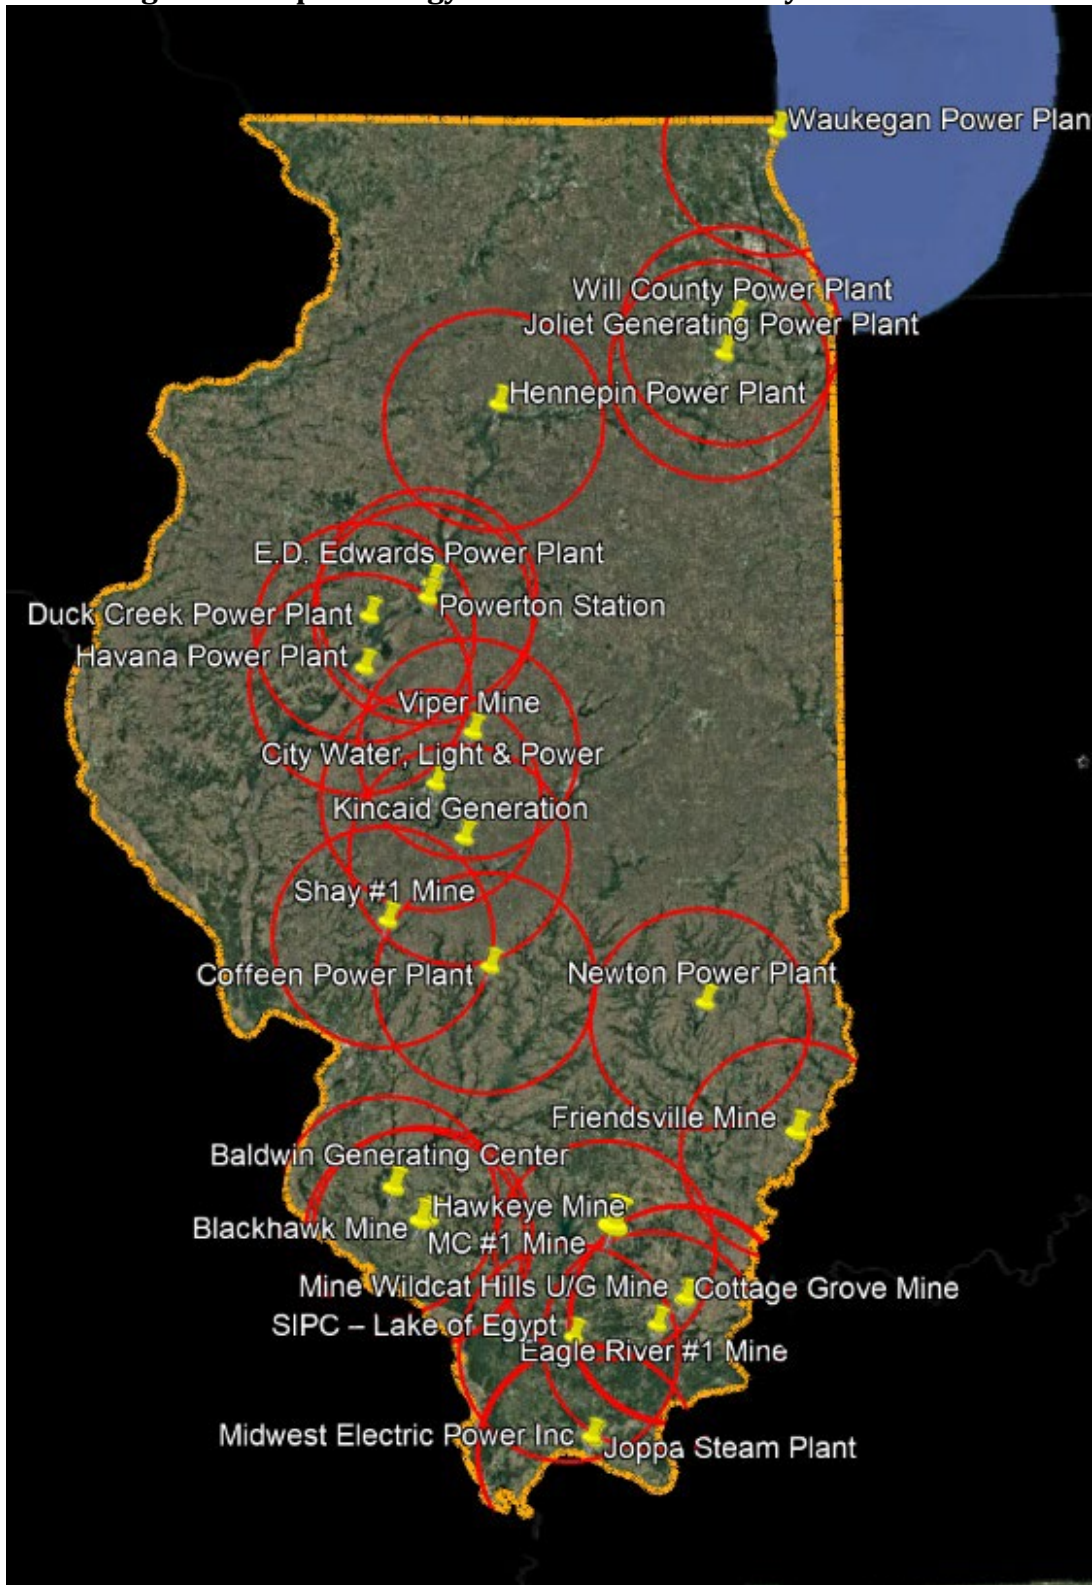 Waukegan Power Plan
Will County Power Plant
Joliet Generating Power Plant
Hennepin Power Plant
E.D. Edwards Power Plant
Powerton Station
Duck Creek Power Plant
Havana Power Plant
Viper Mine
City Water, Light & Power
Kincaid Generation
Shay #1 Mine
Coffeen Power Plant
Newton Power Plant
Friendsville Mine
Baldwin Generating Center
Hawkeye Mine
Blackhawk Mine
MC #1 Mine
Mine Wildcat Hills U/G Mine
Cottage Grove Mine
SIPC – Lake of Egypt
Eagle River #1 Mine
Midwest Electric Power Inc
Joppa Steam Plant